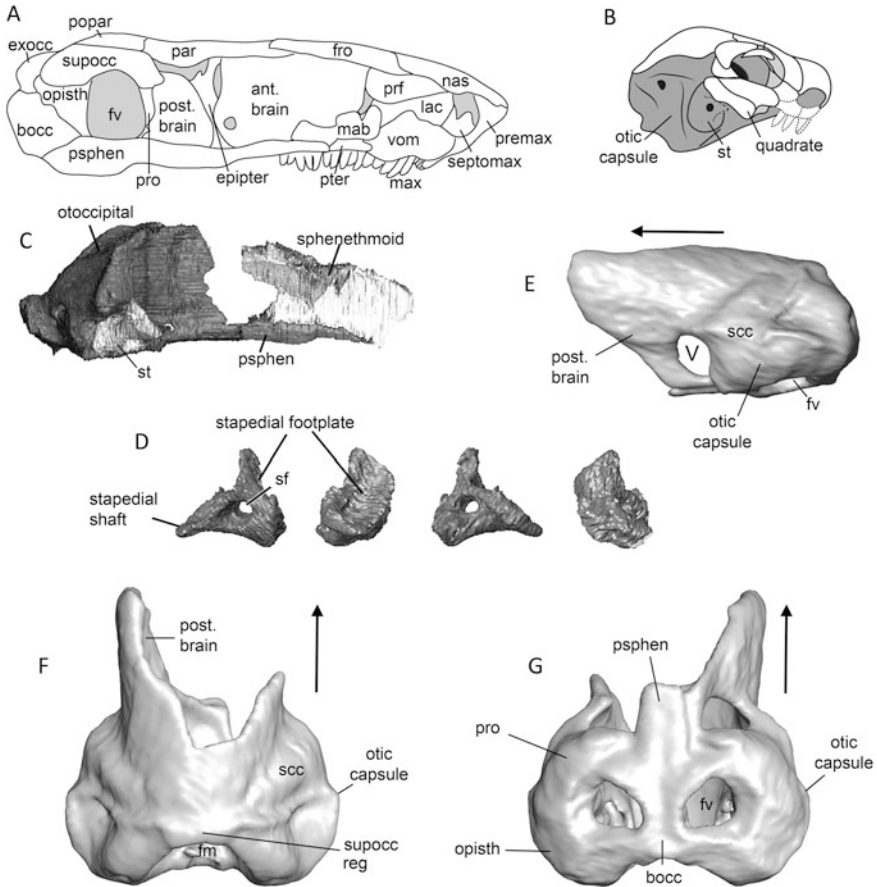 A
popar
exocc
supocc
par
fro
opisth
fv
post.
brain
ant.
brain
prf
nas
lac
bocc
mab
vom
premax
psphen
septomax
pro
epipter
pter
max
B
otic
capsule
st
quadrate
C
otoccipital
sphenethmoid
st
psphen
D
stapedial footplate
sf
stapedial
shaft
E
post.
brain
V
scc
otic
capsule
fv
F
post.
brain
scc
otic
capsule
fm
supocc
reg
G
psphen
pro
otic
capsule
fv
opisth
bocc